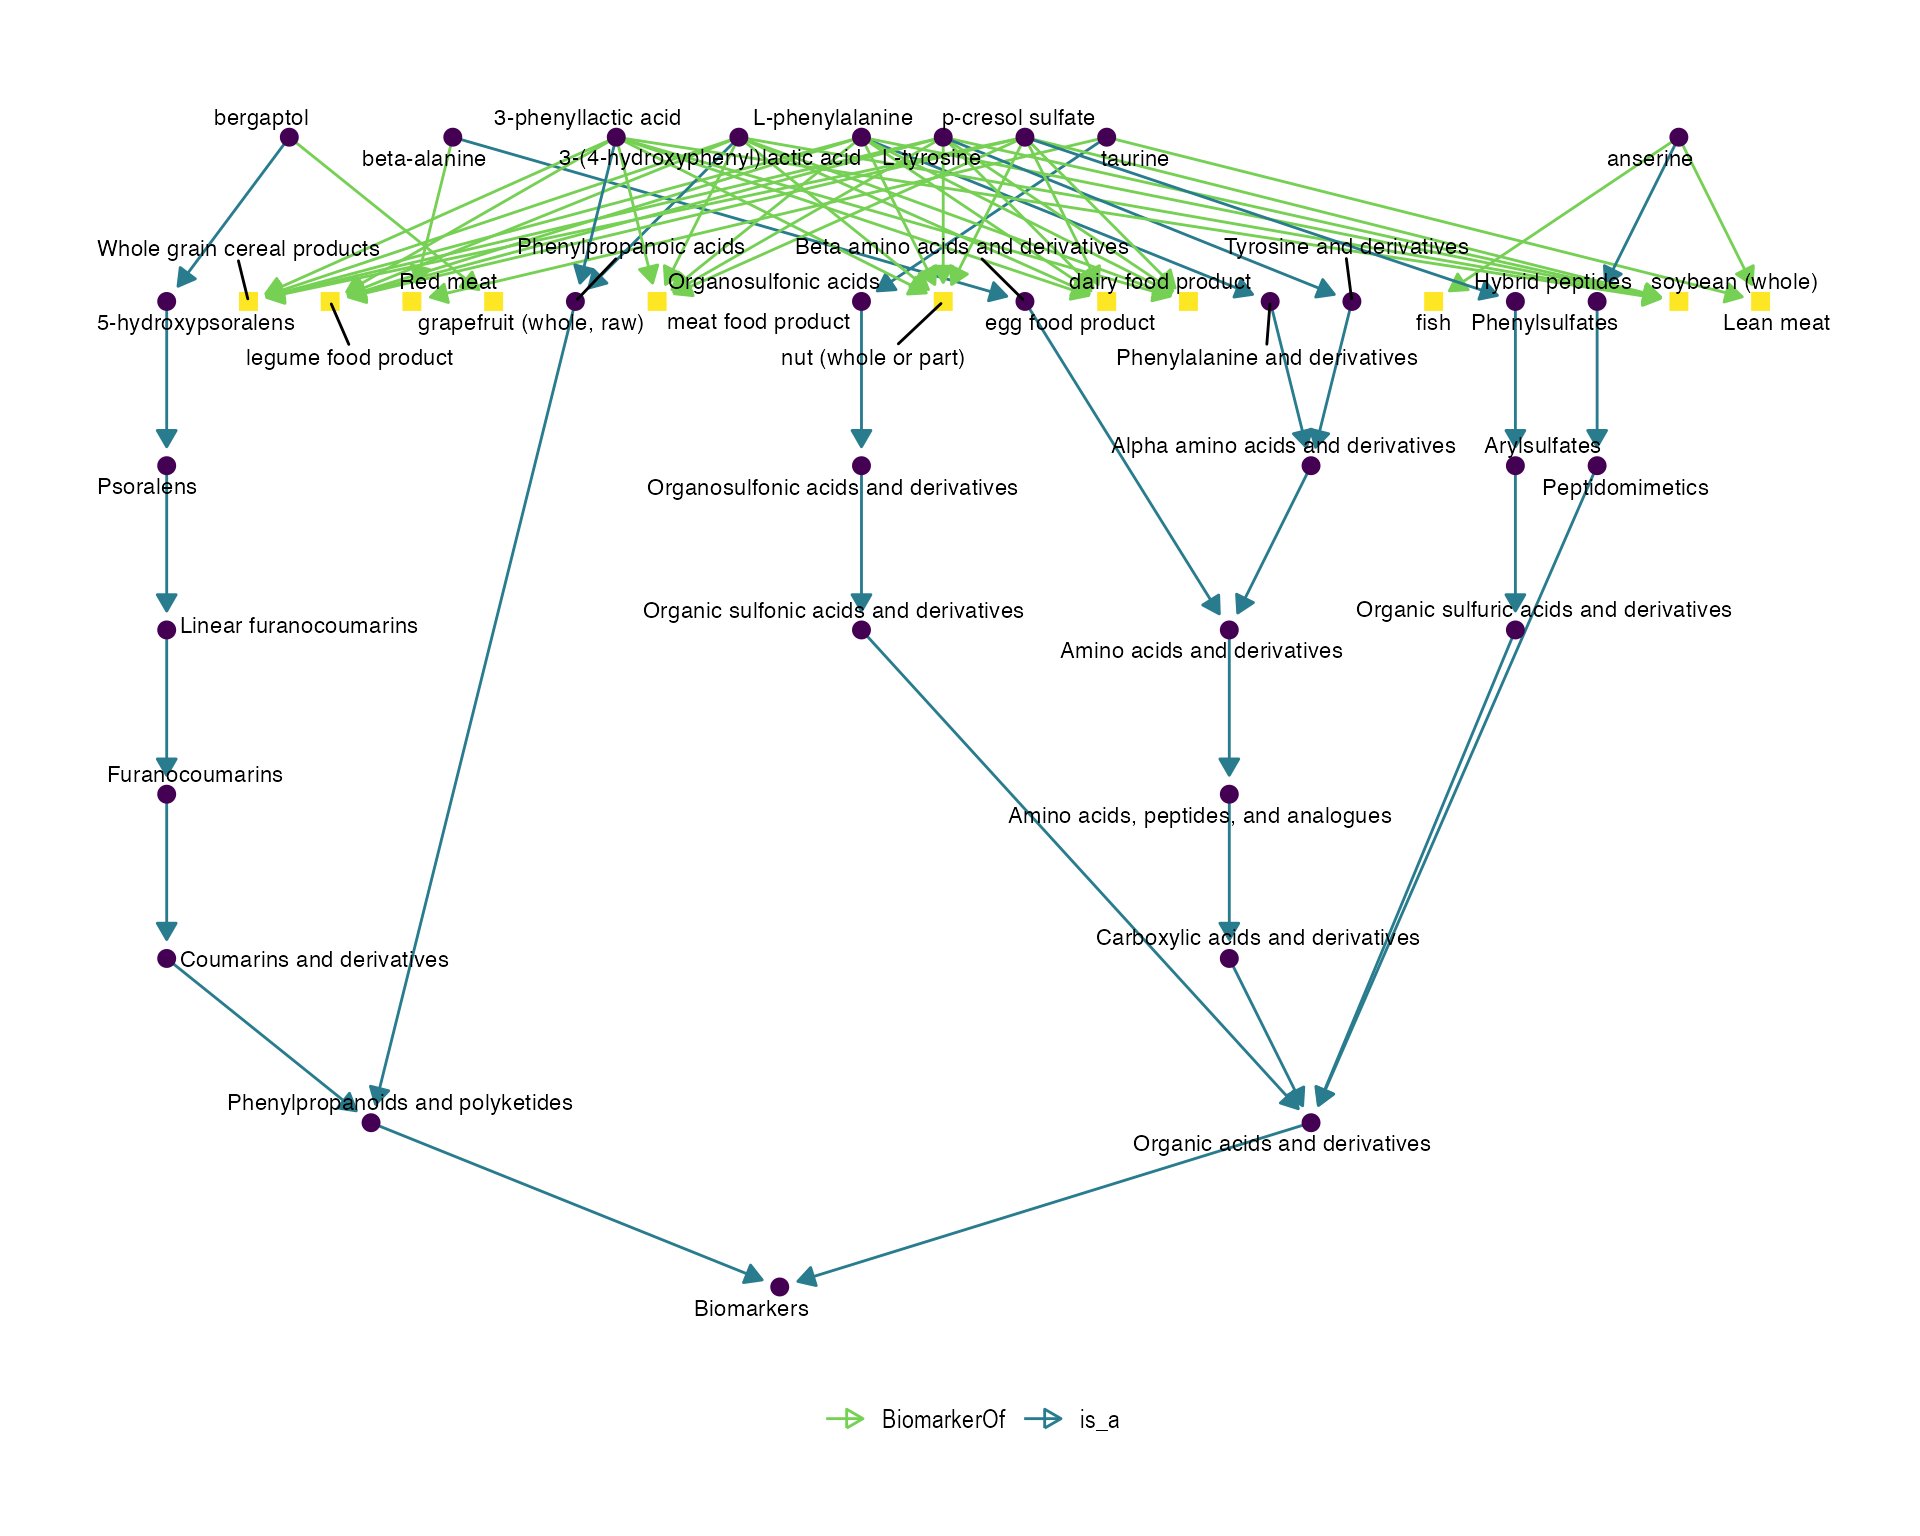 bergaptol
3-phenyllactic acid
L-phenylalanine
p-cresol sulfate
beta-alanine
3-(4-hydroxyphenyl)lactic acid
L-tyrosine
taurine
anserine
Whole grain cereal products
Phenylpropanoic acids
Beta amino acids and derivatives
Tyrosine and derivatives
Red meat
Organosulfonic acids
dairy food product
Hybrid peptides
soybean (whole)
5-hydroxypsoralens
grapefruit (whole, raw)
meat food product
egg food product
fish
Phenylsulfates
Lean meat
legume food product
nut (whole or part)
Phenylalanine and derivatives
Alpha amino acids and derivatives
Arylsulfates
Psoralens
Organosulfonic acids and derivatives
Peptidomimetics
Linear furanocoumarins
Organic sulfonic acids and derivatives
Organic sulfuric acids and derivatives
Amino acids and derivatives
Furanocoumarins
Amino acids, peptides, and analogues
Coumarins and derivatives
Carboxylic acids and derivatives
Phenylpropanoids and polyketides
Organic acids and derivatives
Biomarkers
BiomarkerOf
is_a